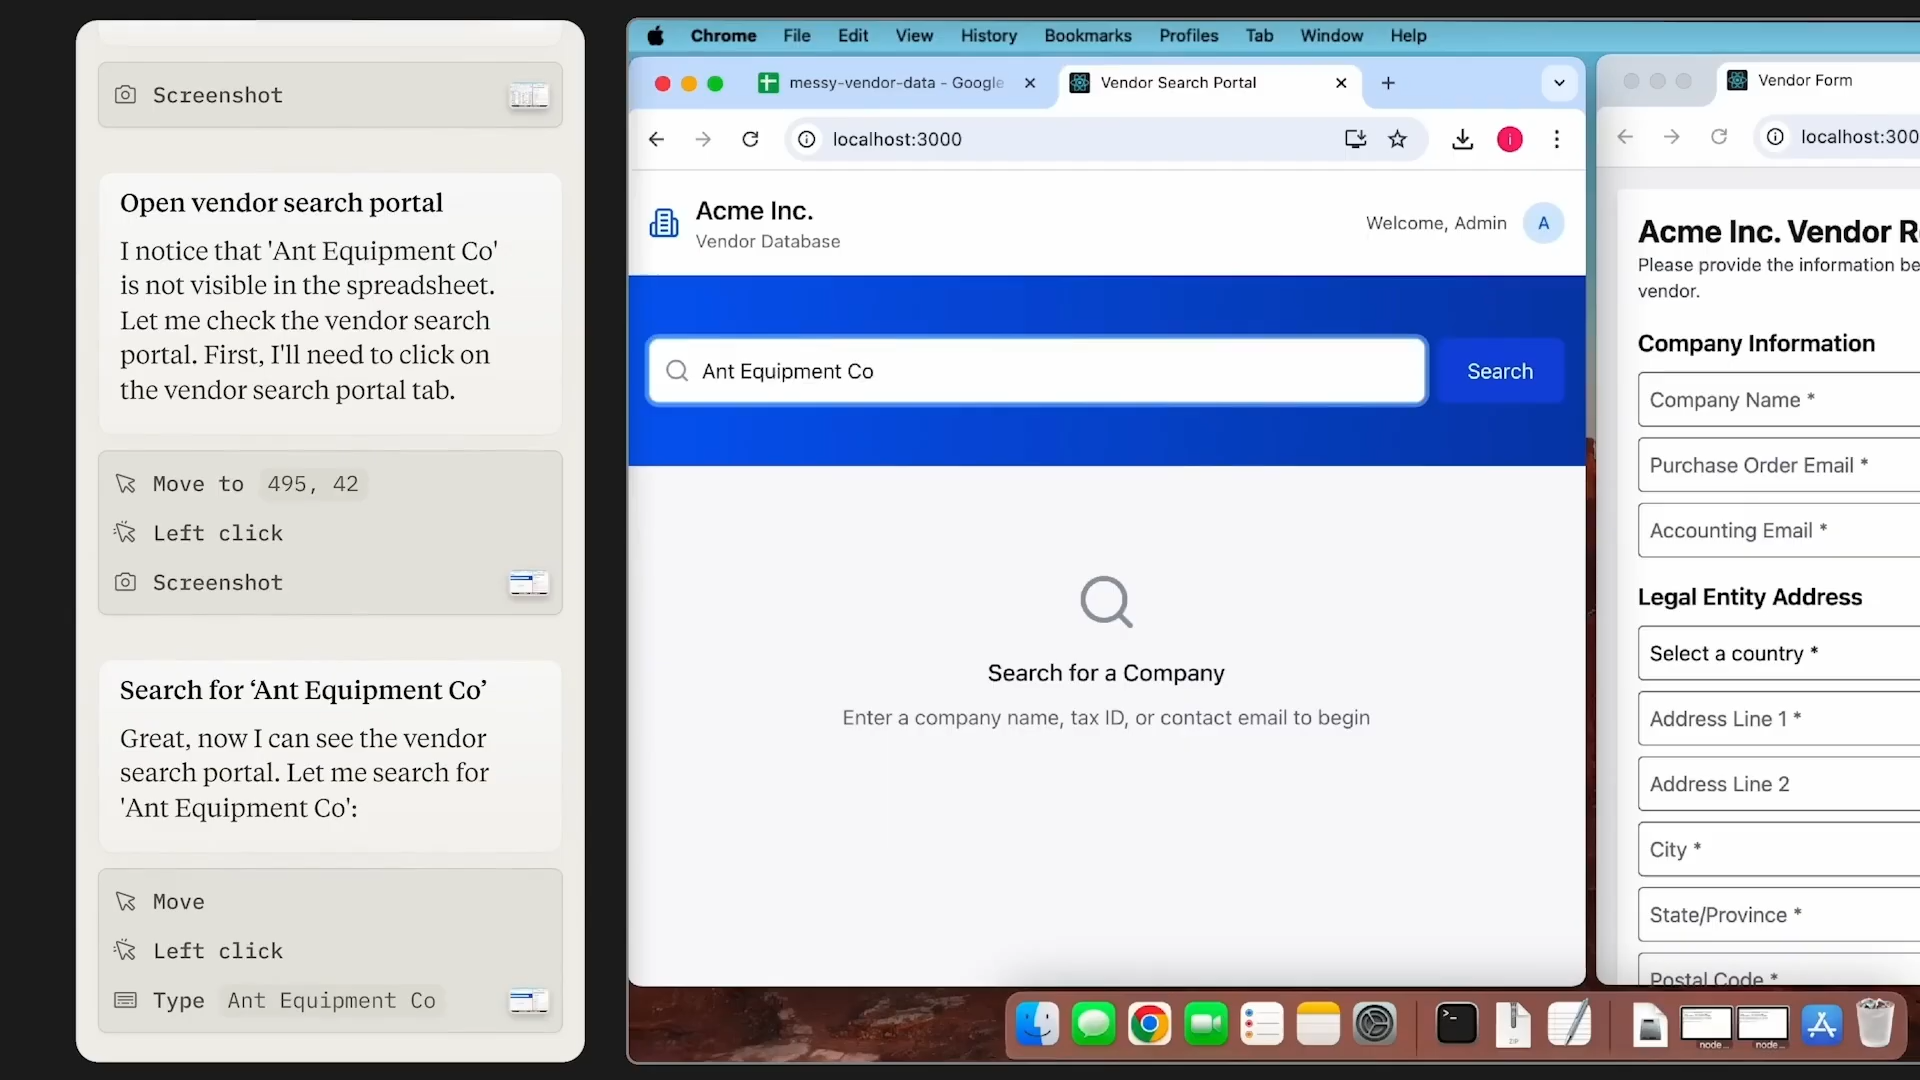 Screenshot
Open vendor search portal
I notice that 'Ant Equipment Co'
is not visible in the spreadsheet.
Let me check the vendor search
portal. First, I'll need to click on
the vendor search portal tab.
Move to 495, 42
Left click
Screenshot
Search for ‘Ant Equipment Co’
Great, now I can see the vendor
search portal. Let me search for
'Ant Equipment Co':
Move
Left click
Type Ant Equipment Co
Chrome File Edit View History Bookmarks Profiles Tab Window Help
messy-vendor-data - Google
Vendor Search Portal
localhost:3000
Acme Inc.
Vendor Database
Welcome, Admin
A
Ant Equipment Co
Search
Search for a Company
Enter a company name, tax ID, or contact email to begin
Vendor Form
localhost:300
Acme Inc. Vendor R
Please provide the information be
vendor.
Company Information
Company Name *
Purchase Order Email *
Accounting Email *
Legal Entity Address
Select a country *
Address Line 1 *
Address Line 2
City *
State/Province *
Postal Code *
ZIP
node
node